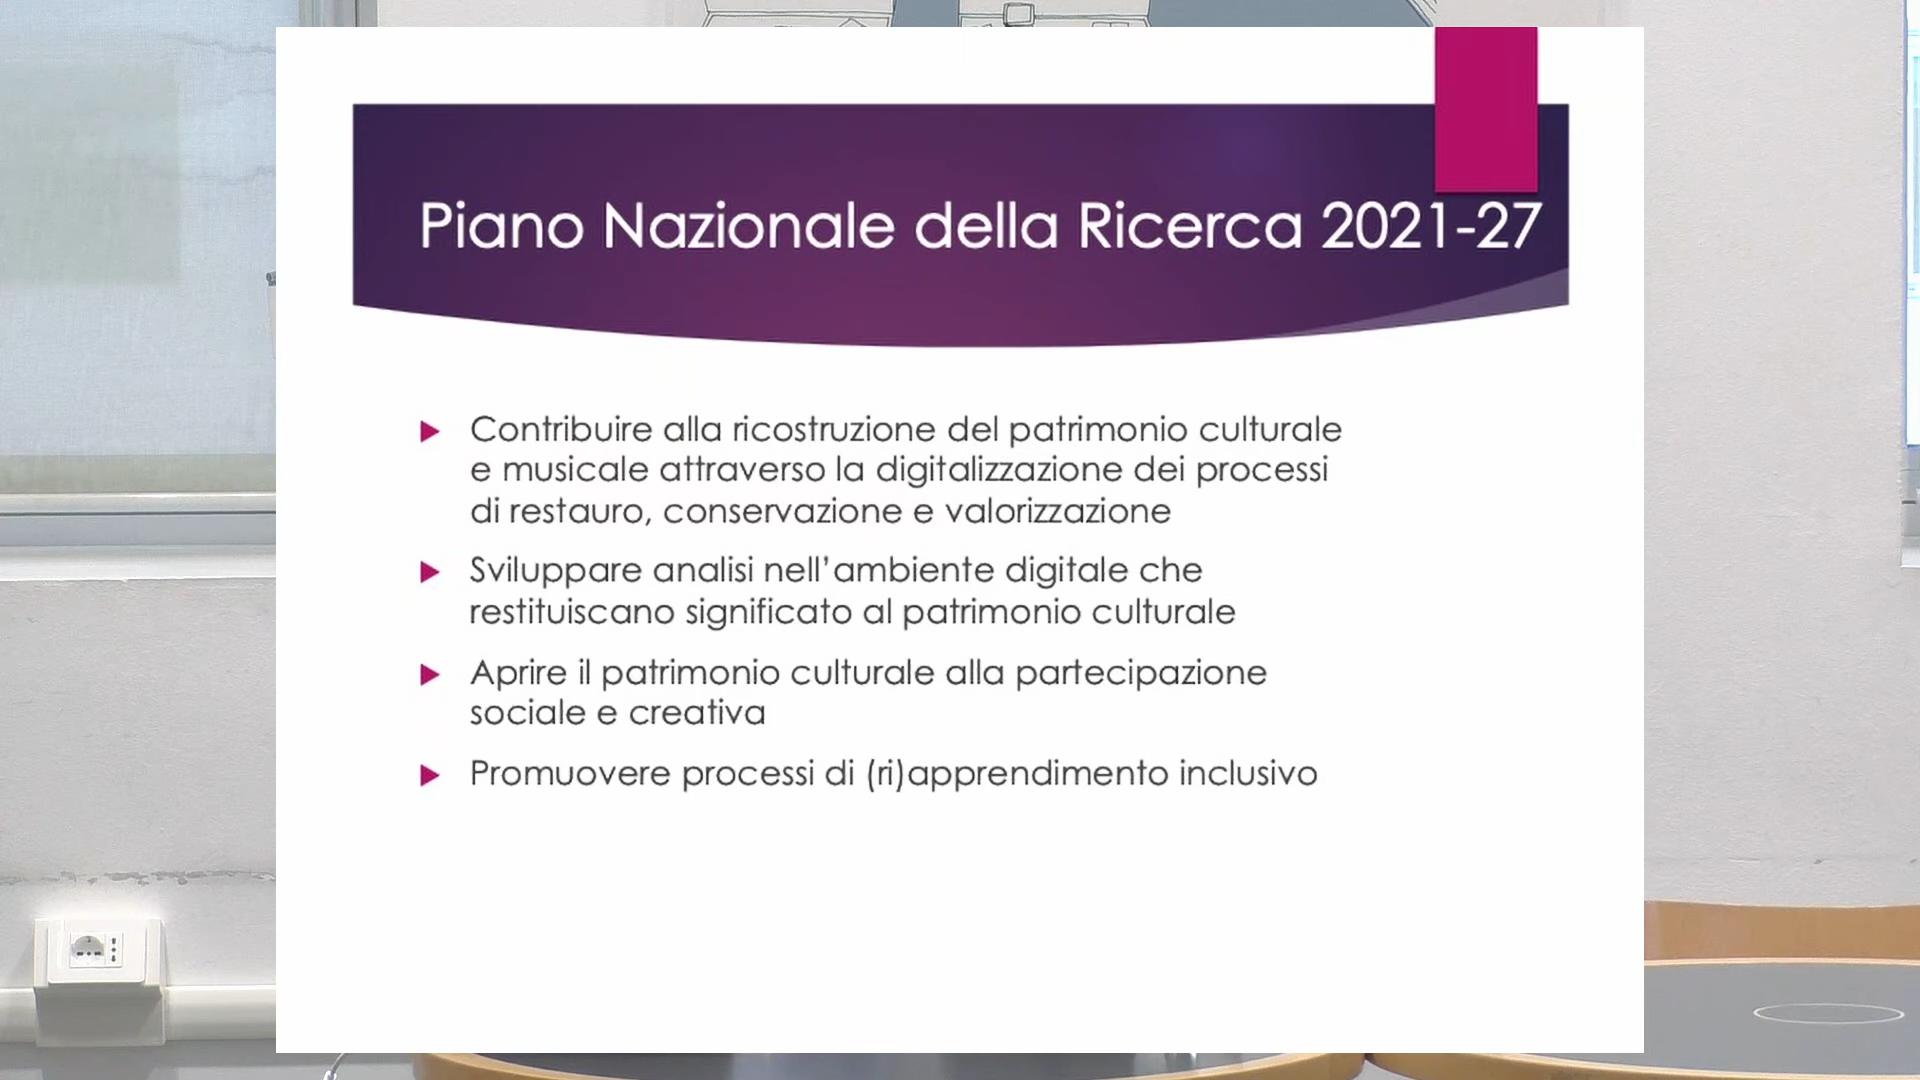 Piano Nazionale della Ricerca 2021-27
Contribuire alla ricostruzione del patrimonio culturale
e musicale attraverso la digitalizzazione dei processi
di restauro, conservazione e valorizzazione
Sviluppare analisi nell’ambiente digitale che
restituiscano significato al patrimonio culturale
Aprire il patrimonio culturale alla partecipazione
sociale e creativa
Promuovere processi di (ri)apprendimento inclusivo